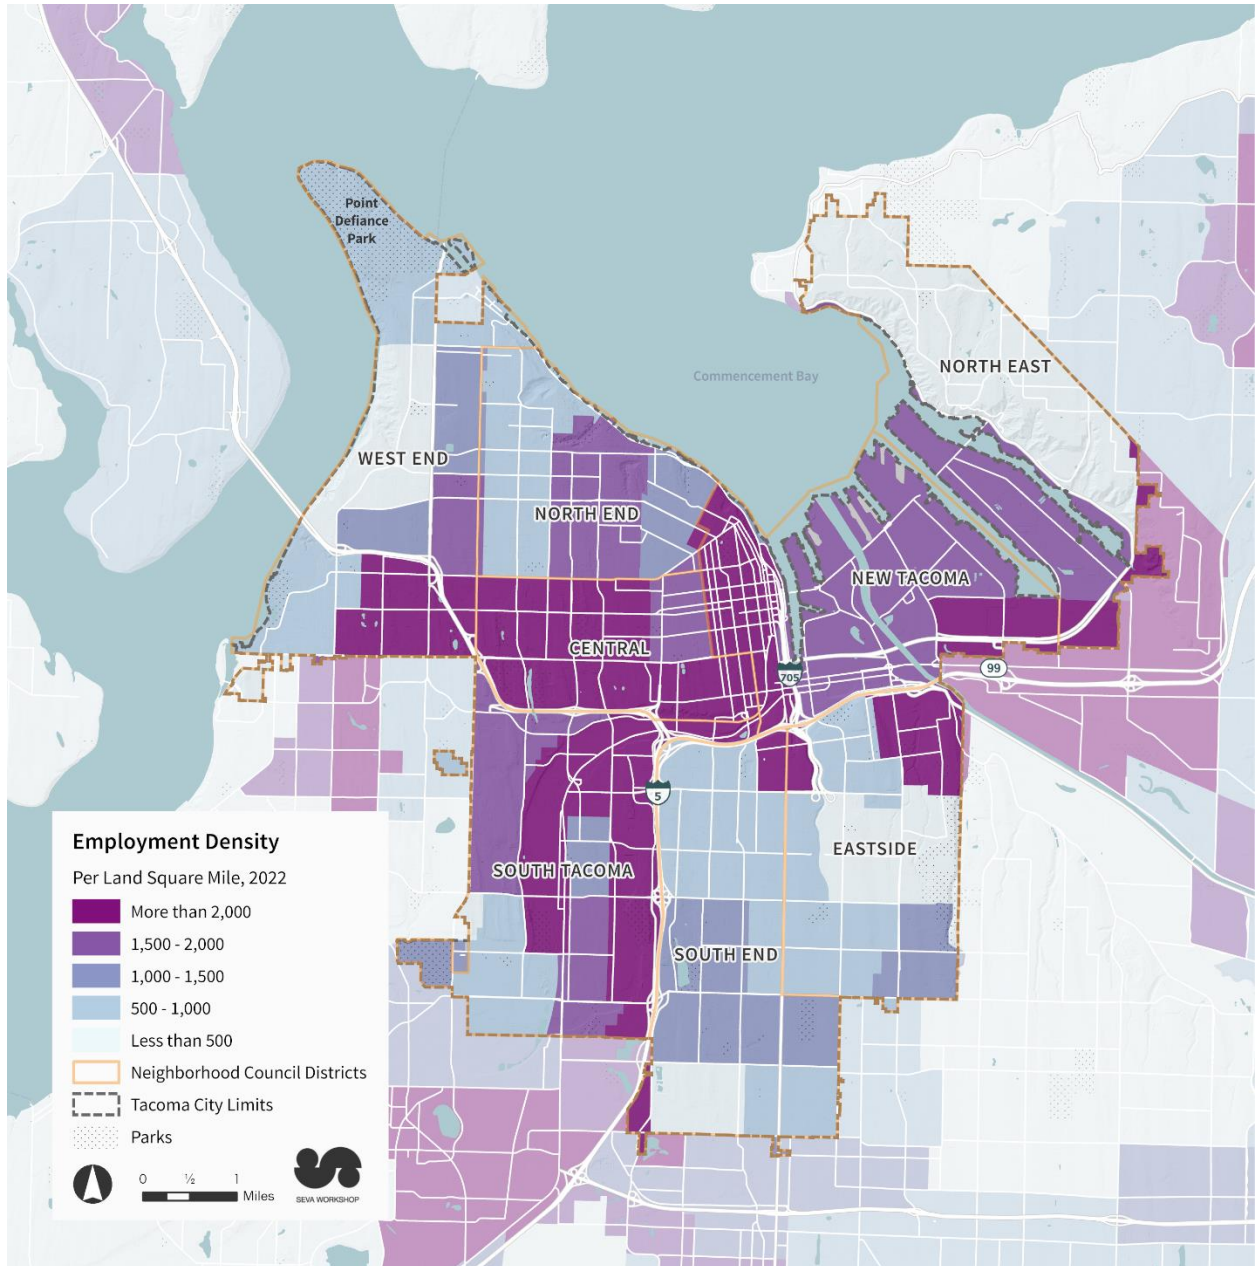 Point
Defiance
Park
Commencement Bay
NORTH EAST
WEST END
NORTH END
NEW TACOMA
CENTRAL
705
99
5
EASTSIDE
SOUTH TACOMA
SOUTH END
Employment Density
Per Land Square Mile, 2022
More than 2,000
1,500 - 2,000
1,000 - 1,500
500 - 1,000
Less than 500
Neighborhood Council Districts
Tacoma City Limits
Parks
0 ½ 1
Miles
SEVA WORKSHOP